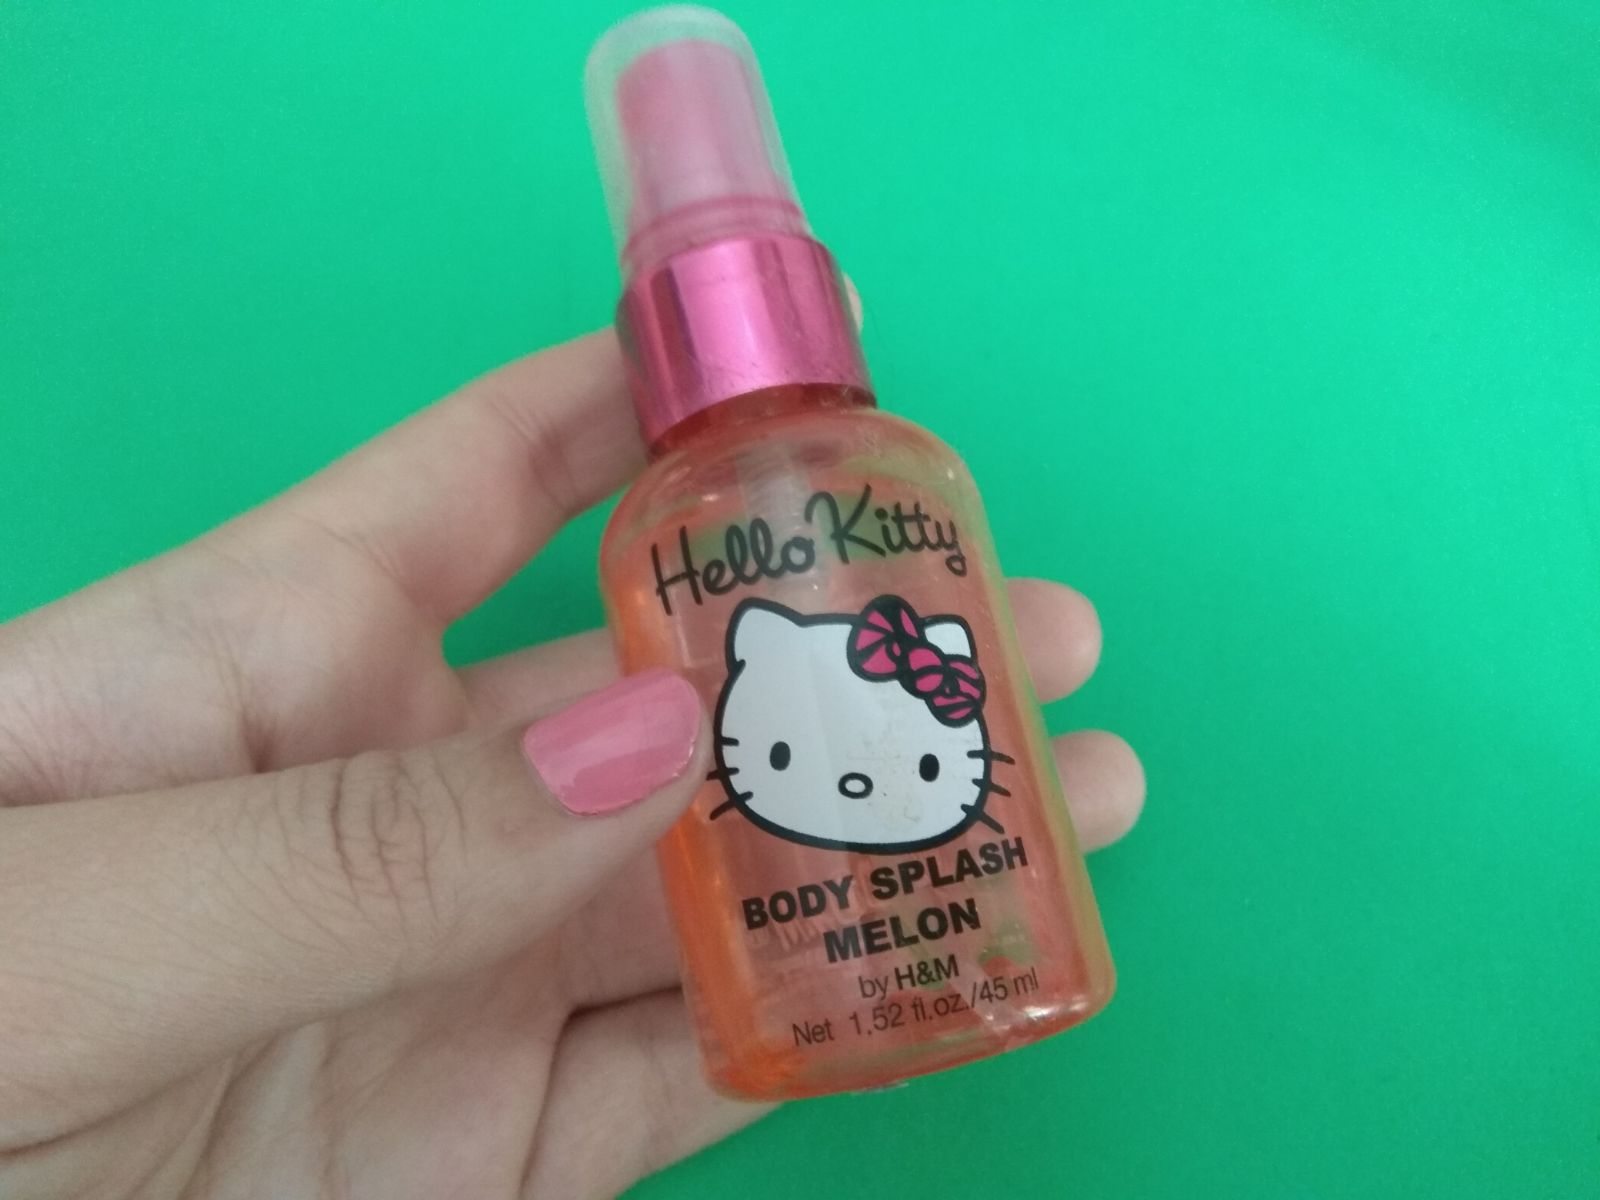 Hello Kitty
BODY SPLASH
MELON
by H&M
Net 1.52 fl.oz./45 ml